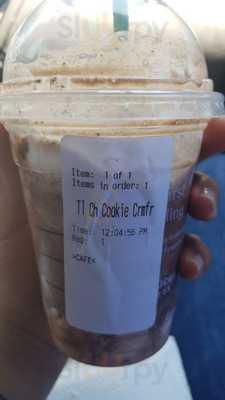 Item: 1 of 1
Items in order: 1
Tl Ch Cookie Crmfr
Time: 12:04:56 PM
Reg: 1
>CAFE<